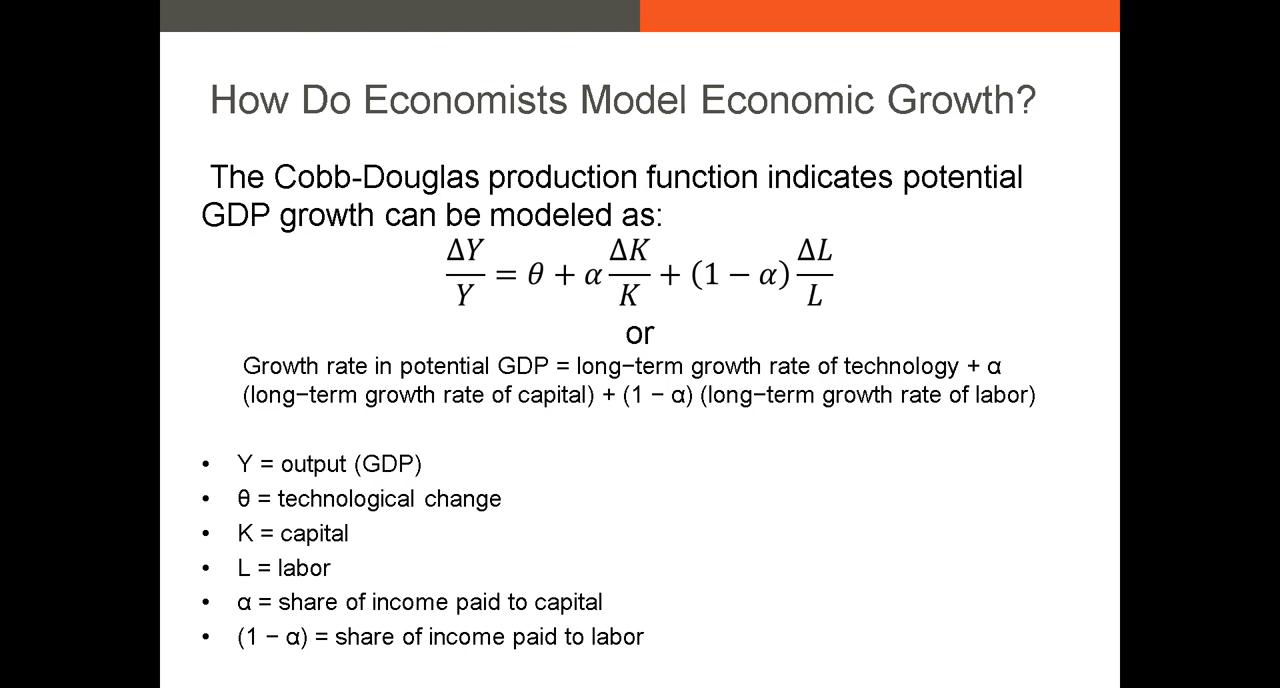 How Do Economists Model Economic Growth?
The Cobb-Douglas production function indicates potential
GDP growth can be modeled as:
ΔY/Y = θ + α ΔK/K + (1 − α) ΔL/L
or
Growth rate in potential GDP = long−term growth rate of technology + α
(long−term growth rate of capital) + (1 − α) (long−term growth rate of labor)
• Y = output (GDP)
• θ = technological change
• K = capital
• L = labor
• α = share of income paid to capital
• (1 − α) = share of income paid to labor